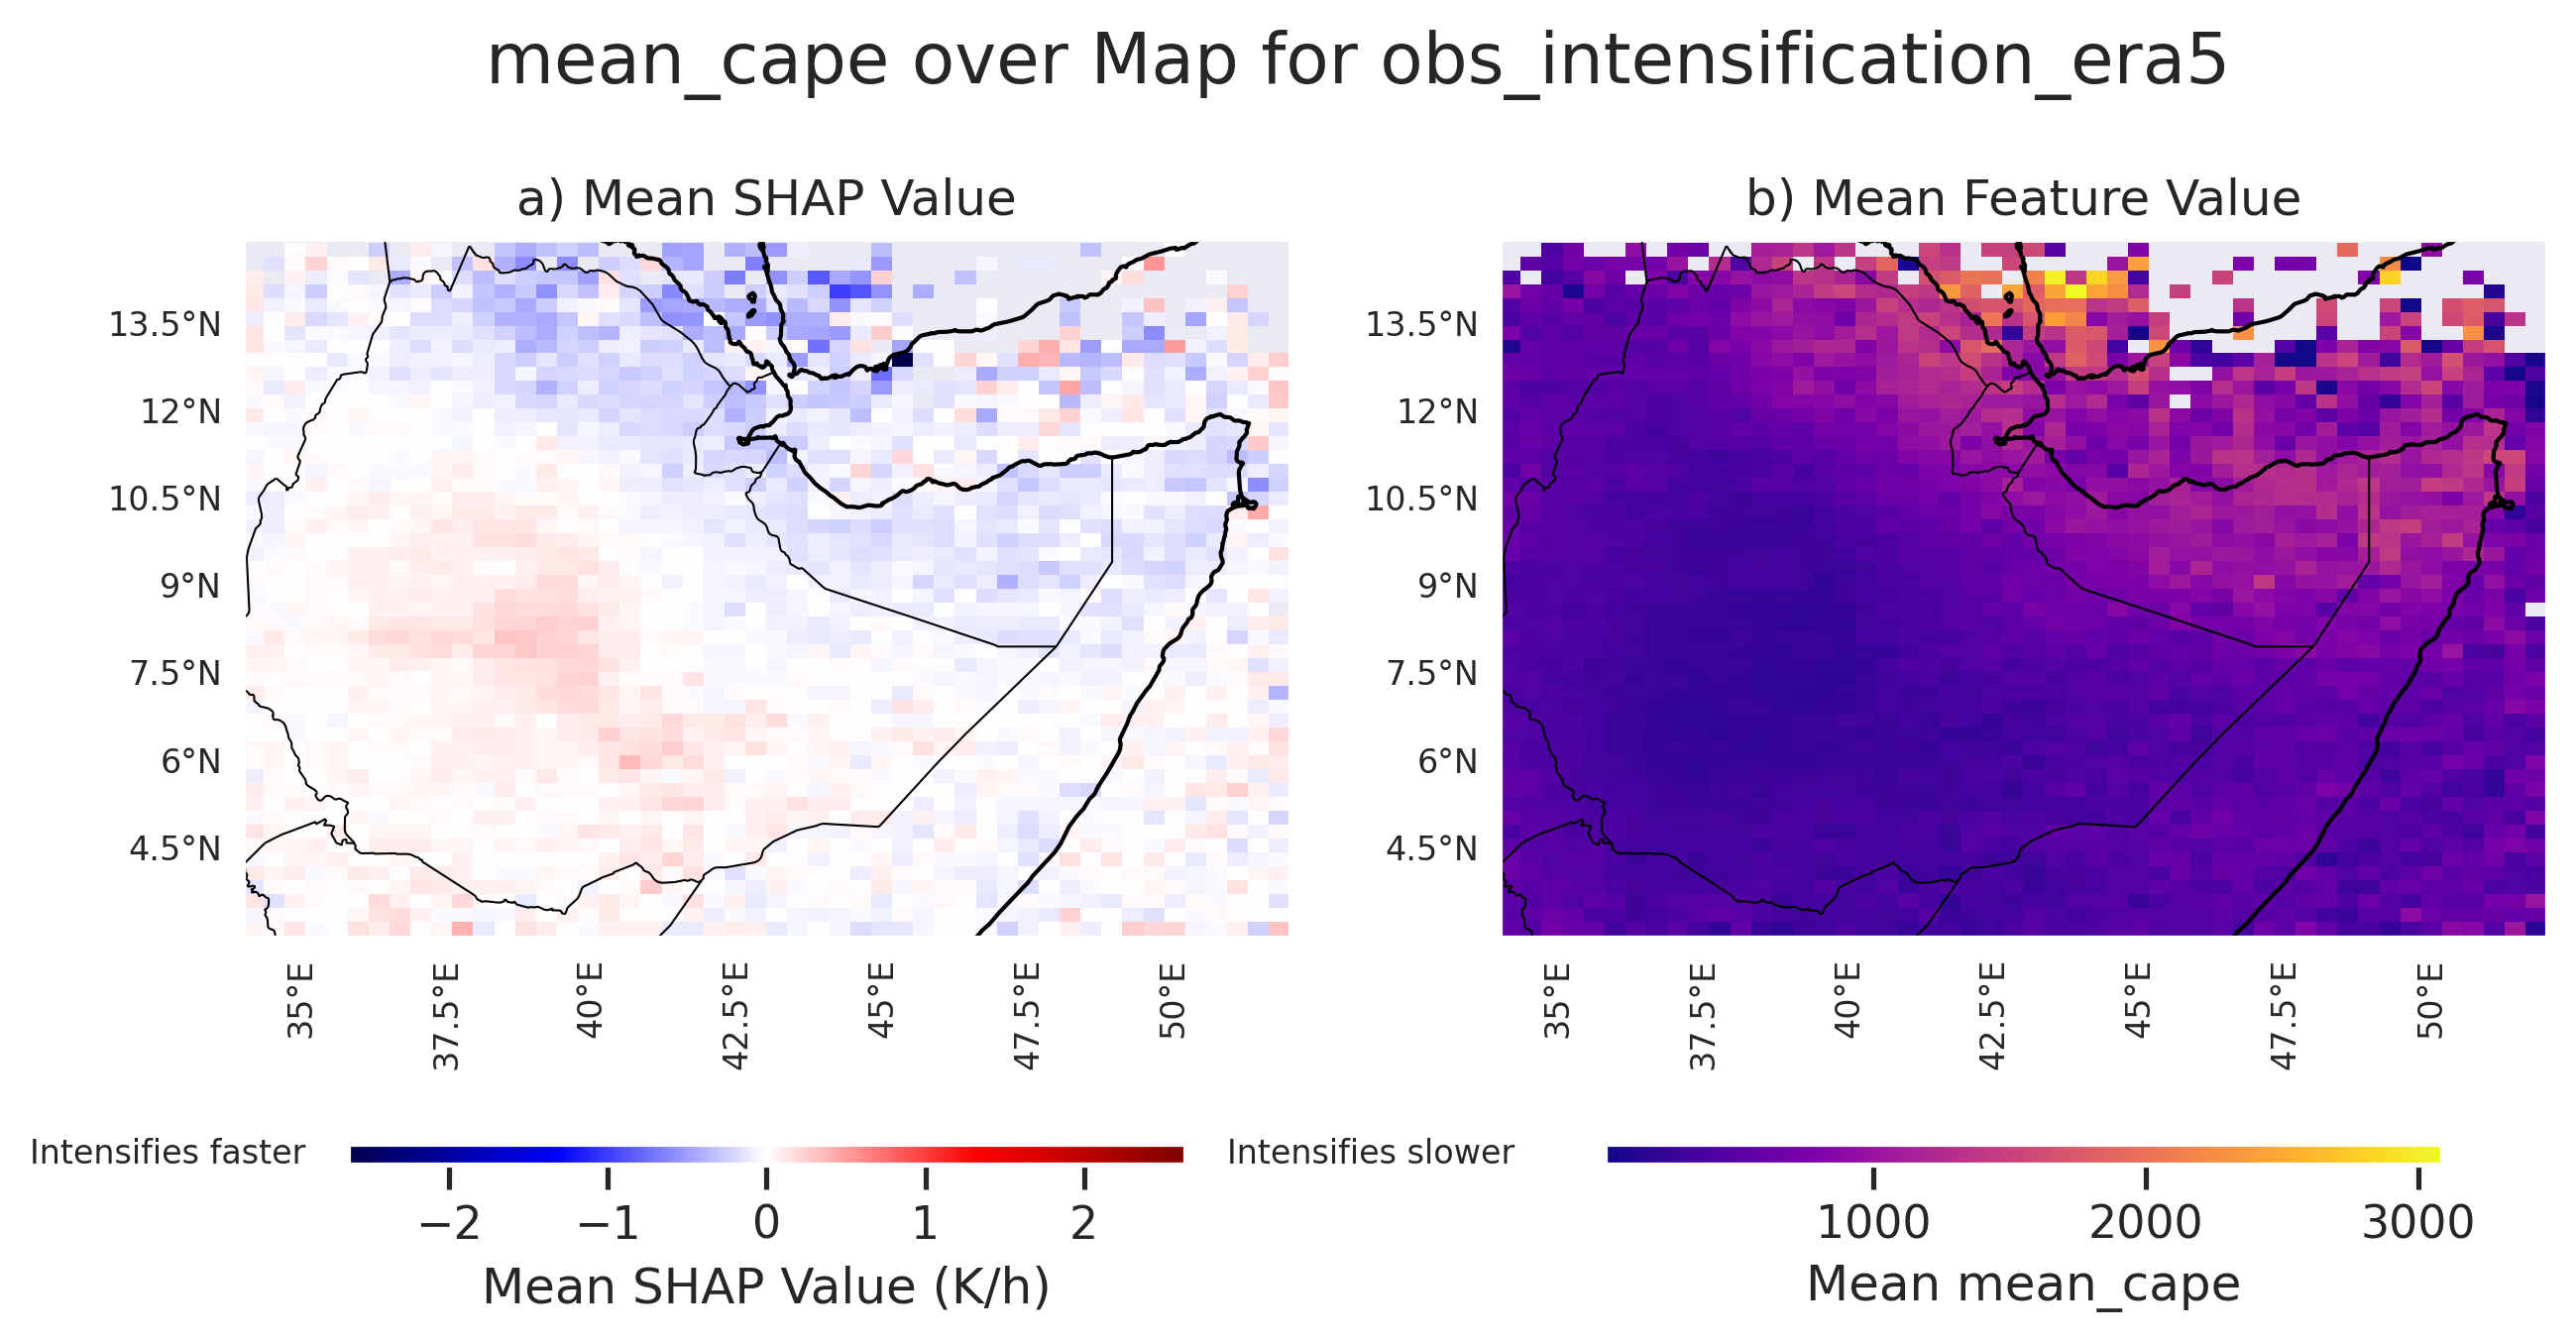 mean_cape over Map for obs_intensification_era5
a) Mean SHAP Value
b) Mean Feature Value
13.5°N
12°N
10.5°N
9°N
7.5°N
6°N
4.5°N
35°E
37.5°E
40°E
42.5°E
45°E
47.5°E
50°E
13.5°N
12°N
10.5°N
9°N
7.5°N
6°N
4.5°N
35°E
37.5°E
40°E
42.5°E
45°E
47.5°E
50°E
Intensifies faster
Intensifies slower
−2 −1 0 1 2
Mean SHAP Value (K/h)
1000 2000 3000
Mean mean_cape